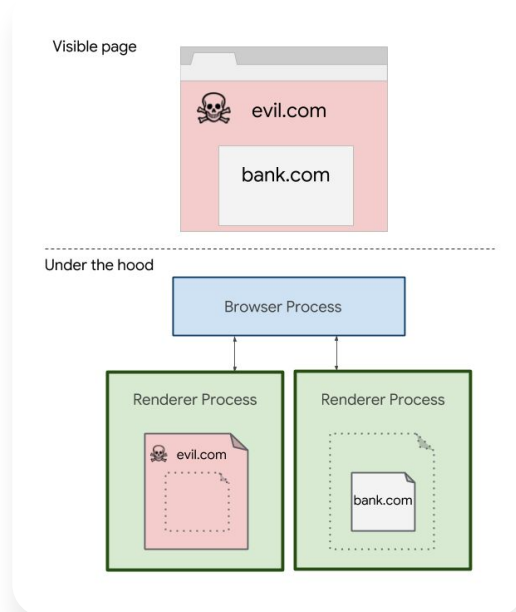 Visible page
evil.com
bank.com
Under the hood
Browser Process
Renderer Process
Renderer Process
evil.com
bank.com